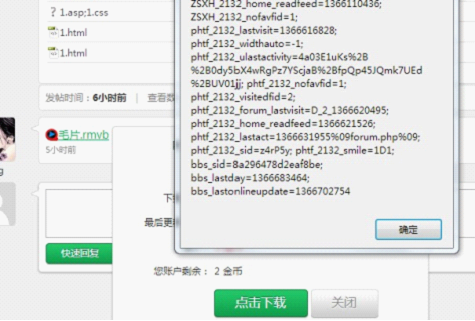 ? 1.asp;1.css
1.html
1.html
发帖时间：6小时前 | 查看数
毛片.rmvb
5小时前
快速回复
ZSXH_2132_home_readfeed=1366110436;
ZSXH_2132_nofavfid=1;
phtf_2132_lastvisit=1366616828;
phtf_2132_widthauto=-1;
phtf_2132_ulastactivity=4a03E1uKs%2B
%2B0dy5bX4wRgPz7YScjaB%2BfpQp45JQmk7UEd
%2BUV01jj; phtf_2132_nofavfid=1;
phtf_2132_visitedfid=2;
phtf_2132_forum_lastvisit=D_2_1366620495;
phtf_2132_home_readfeed=1366621526;
phtf_2132_lastact=1366631955%09forum.php%09;
phtf_2132_sid=z4rP5y; phtf_2132_smile=1D1;
bbs_sid=8a296478d2eaf8be;
bbs_lastday=1366683464;
bbs_lastonlineupdate=1366702754
确定
最后更
您账户剩余： 2 金币
点击下载
关闭